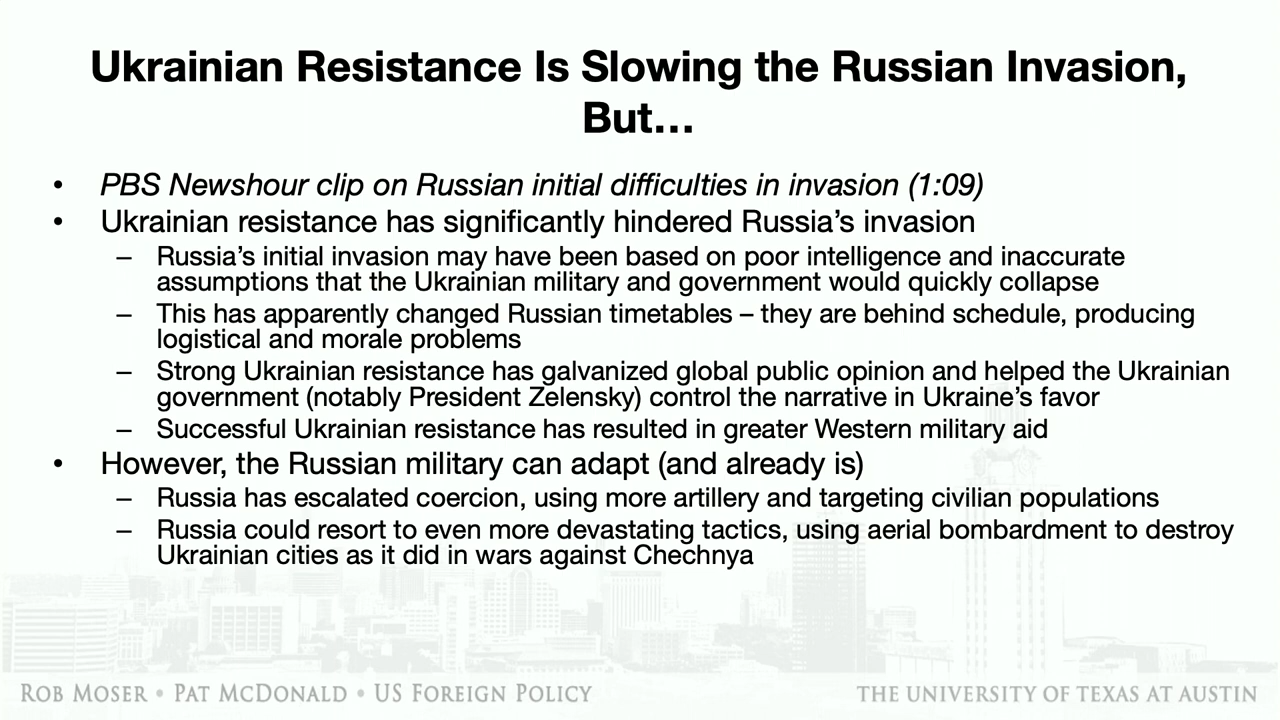 Ukrainian Resistance Is Slowing the Russian Invasion,
But…
• PBS Newshour clip on Russian initial difficulties in invasion (1:09)
• Ukrainian resistance has significantly hindered Russia’s invasion
– Russia’s initial invasion may have been based on poor intelligence and inaccurate
assumptions that the Ukrainian military and government would quickly collapse
– This has apparently changed Russian timetables – they are behind schedule, producing
logistical and morale problems
– Strong Ukrainian resistance has galvanized global public opinion and helped the Ukrainian
government (notably President Zelensky) control the narrative in Ukraine’s favor
– Successful Ukrainian resistance has resulted in greater Western military aid
• However, the Russian military can adapt (and already is)
– Russia has escalated coercion, using more artillery and targeting civilian populations
– Russia could resort to even more devastating tactics, using aerial bombardment to destroy
Ukrainian cities as it did in wars against Chechnya
ROB MOSER • PAT MCDONALD • US FOREIGN POLICY
THE UNIVERSITY OF TEXAS AT AUSTIN